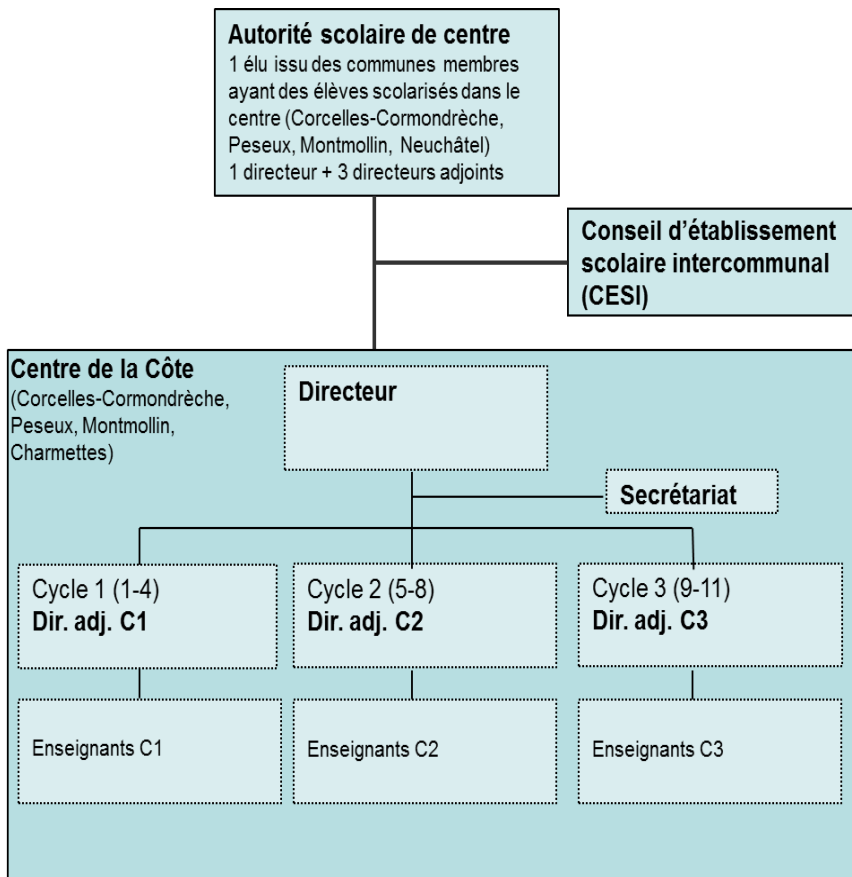 Autorité scolaire de centre
1 élu issu des communes membres
ayant des élèves scolarisés dans le
centre (Corcelles-Cormondrèche,
Peseux, Montmollin, Neuchâtel)
1 directeur + 3 directeurs adjoints
Conseil d'établissement
scolaire intercommunal
(CESI)
Centre de la Côte
(Corcelles-Cormondrèche,
Peseux, Montmollin,
Charmettes)
Directeur
Secrétariat
Cycle 1 (1-4)
Dir. adj. C1
Cycle 2 (5-8)
Dir. adj. C2
Cycle 3 (9-11)
Dir. adj. C3
Enseignants C1
Enseignants C2
Enseignants C3